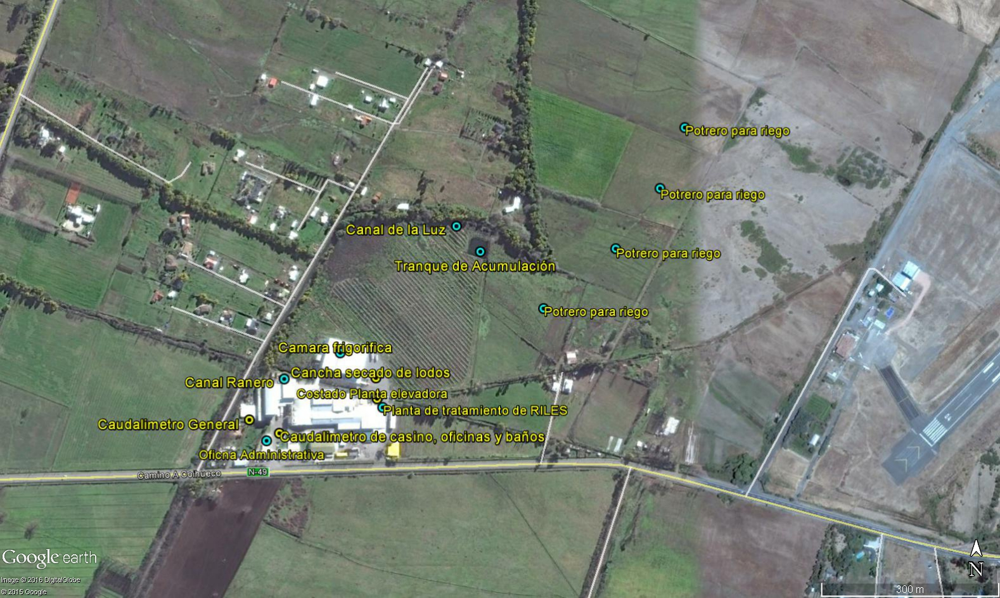 Potrero para riego
Potrero para riego
Canal de la Luz
Potrero para riego
Tranque de Acumulación
Potrero para riego
Camara frigorifica
Cancha secado de lodos
Canal Ranero
Costado Planta elevadora
Planta de tratamiento de RILES
Caudalimetro General
Caudalimetro de casino, oficinas y baños
Oficna Administrativa
Camino A Coihueco
N-49
Google earth
N
Image © 2016 DigitalGlobe
© 2015 Google
300 m